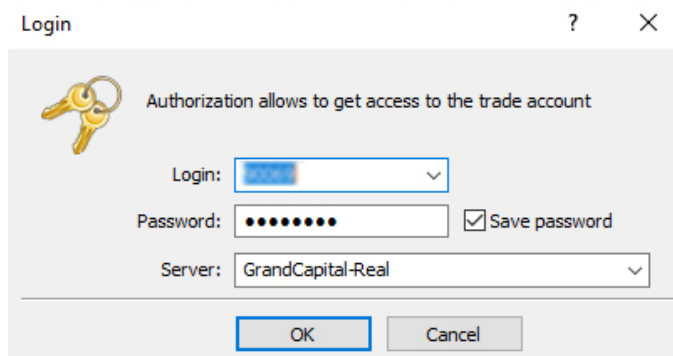 Login ?
Authorization allows to get access to the trade account
Login:
Password: ●●●●●●●● Save password
Server: GrandCapital-Real
OK Cancel